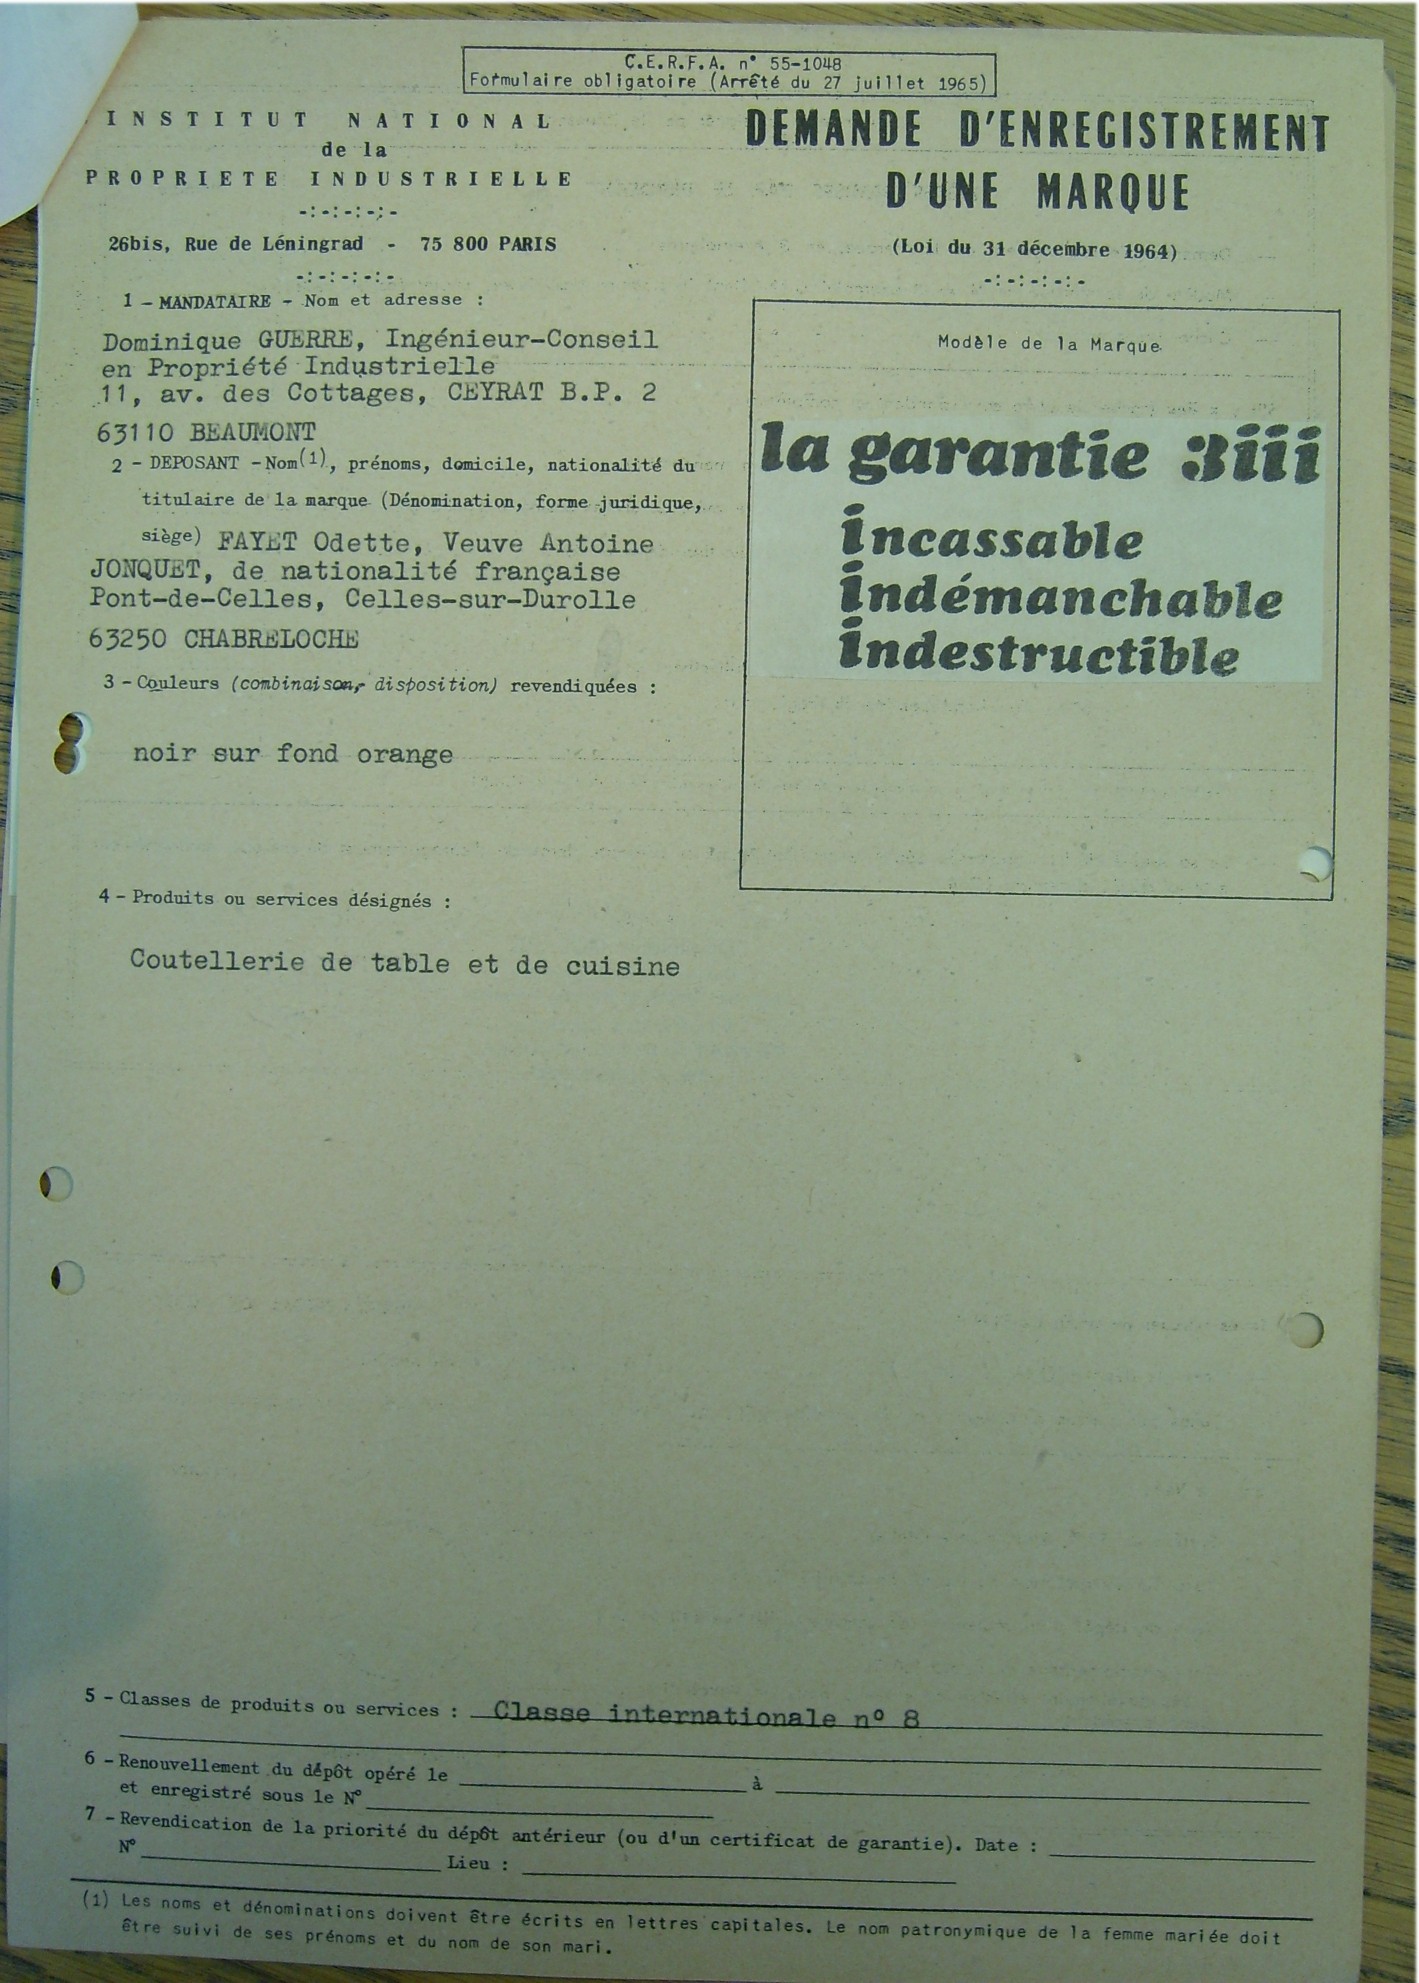 C.E.R.F.A. n° 55-1048
Formulaire obligatoire (Arrêté du 27 juillet 1965)
INSTITUT NATIONAL
de la
PROPRIETE INDUSTRIELLE
-:-:-:-:-
26bis, Rue de Léningrad - 75 800 PARIS
-:-:-:-:-
DEMANDE D'ENREGISTREMENT
D'UNE MARQUE
(Loi du 31 décembre 1964)
-:-:-:-:-
1 - MANDATAIRE - Nom et adresse :
Dominique GUERRE, Ingénieur-Conseil
en Propriété Industrielle
11, av. des Cottages, CEYRAT B.P. 2
63110 BEAUMONT
2 - DEPOSANT - Nom(1), prénoms, domicile, nationalité du
titulaire de la marque (Dénomination, forme juridique,
siège) FAYET Odette, Veuve Antoine
JONQUET, de nationalité française
Pont-de-Celles, Celles-sur-Durolle
63250 CHABRELOCHE
3 - Couleurs (combinaison, disposition) revendiquées :
noir sur fond orange
Modèle de la Marque
la garantie 3iii
incassable
indémanchable
indestructible
4 - Produits ou services désignés :
Coutellerie de table et de cuisine
5 - Classes de produits ou services : Classe internationale n° 8
6 - Renouvellement du dépôt opéré le à
et enregistré sous le N°
7 - Revendication de la priorité du dépôt antérieur (ou d'un certificat de garantie). Date :
N° Lieu :
(1) Les noms et dénominations doivent être écrits en lettres capitales. Le nom patronymique de la femme mariée doit
être suivi de ses prénoms et du nom de son mari.